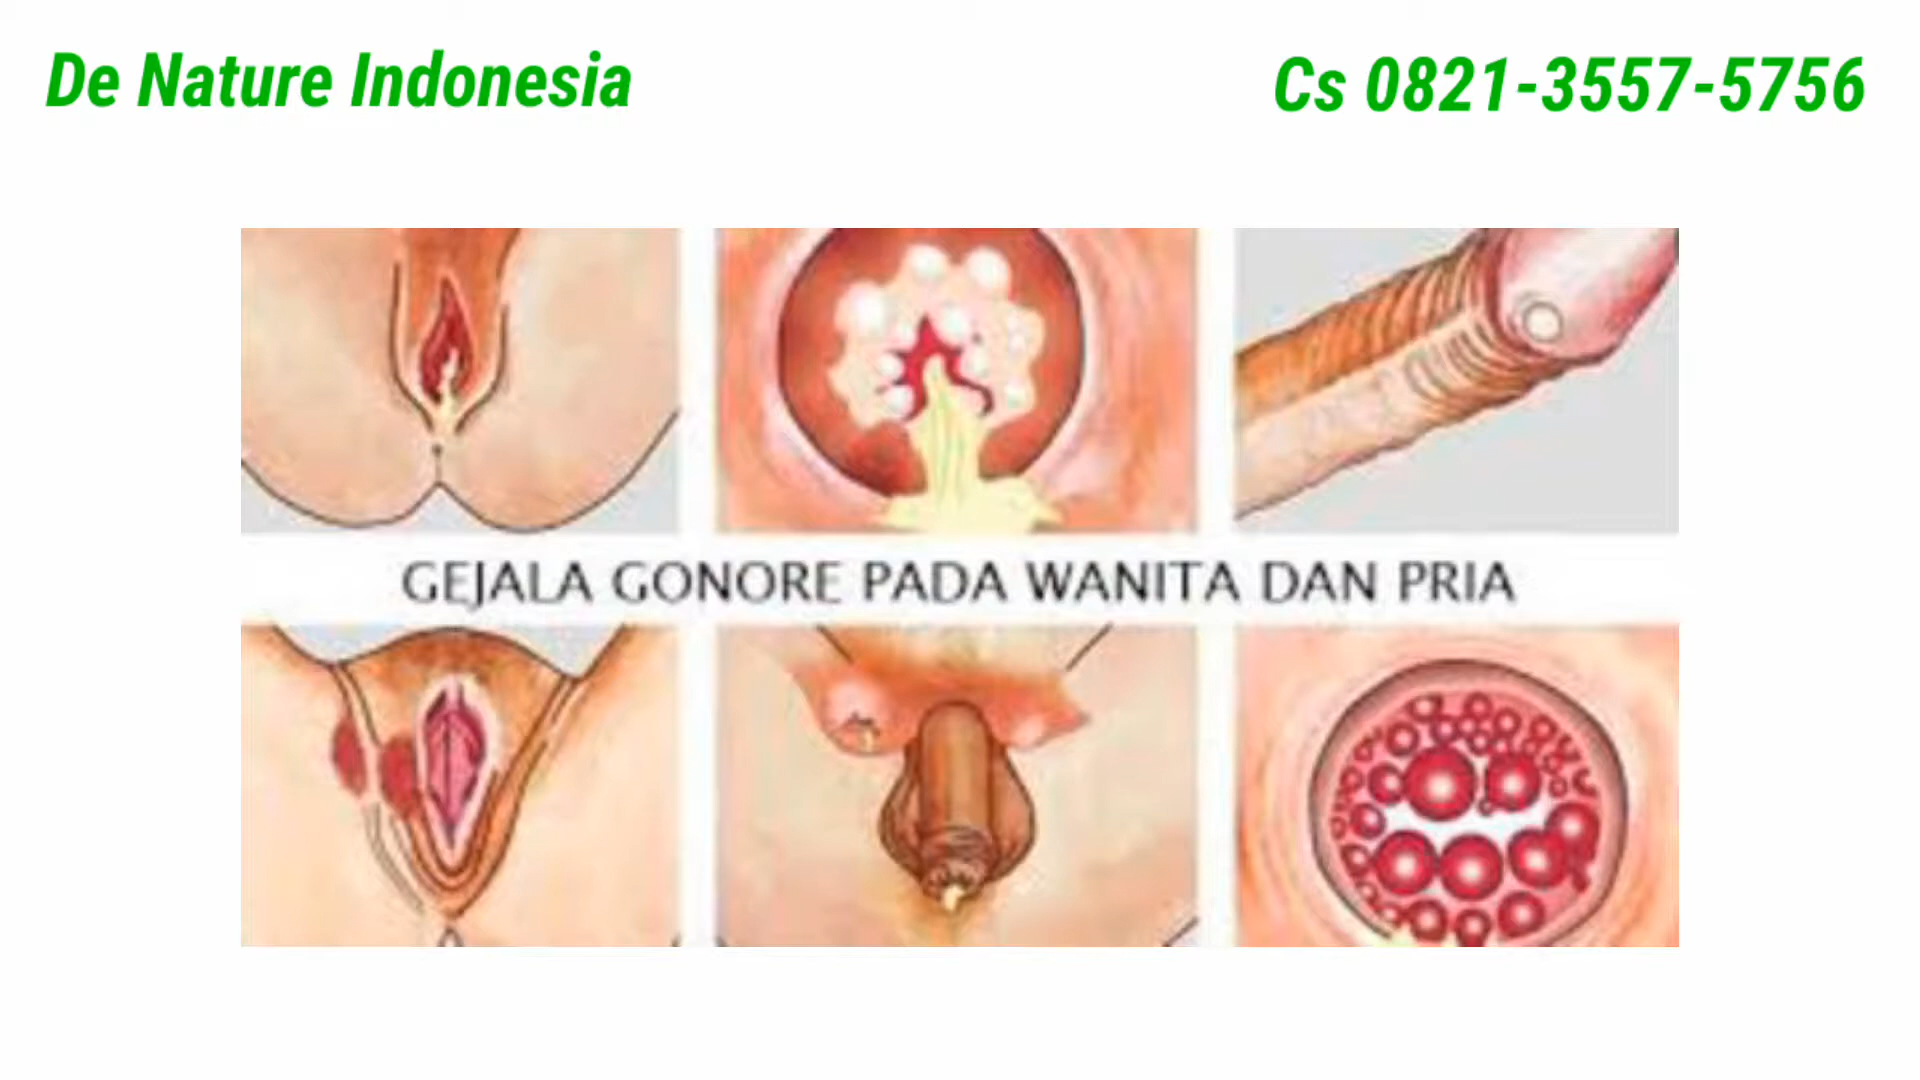 De Nature Indonesia
Cs 0821-3557-5756
GEJALA GONORE PADA WANITA DAN PRIA